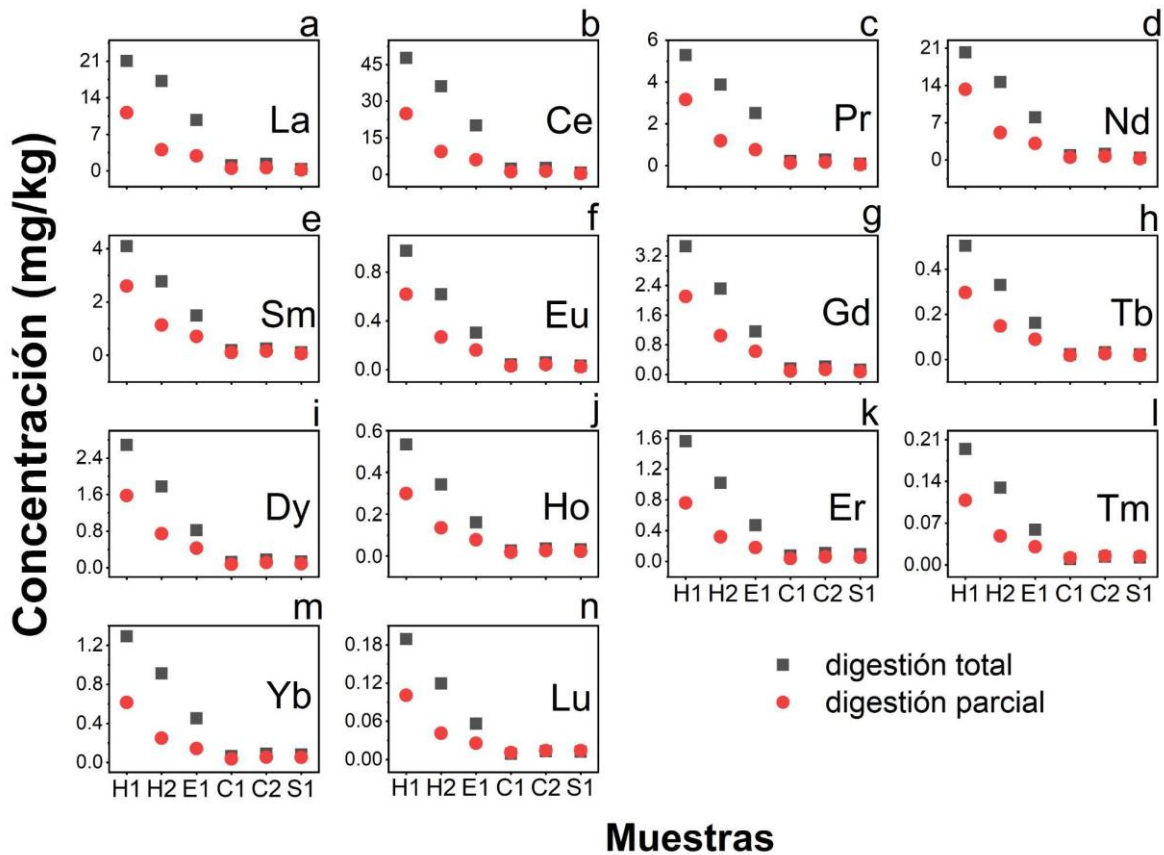 Concentración (mg/kg)
a
21
14
7
0
La
b
45
30
15
0
Ce
c
6
4
2
0
Pr
d
21
14
7
0
Nd
e
4
2
0
Sm
f
0.8
0.4
0.0
Eu
g
3.2
2.4
1.6
0.8
0.0
Gd
h
0.4
0.2
0.0
Tb
i
2.4
1.6
0.8
0.0
Dy
j
0.6
0.4
0.2
0.0
Ho
k
1.6
1.2
0.8
0.4
0.0
Er
H1 H2 E1 C1 C2 S1
l
0.21
0.14
0.07
0.00
Tm
H1 H2 E1 C1 C2 S1
m
1.2
0.8
0.4
0.0
Yb
H1 H2 E1 C1 C2 S1
n
0.18
0.12
0.06
0.00
Lu
H1 H2 E1 C1 C2 S1
digestión total
digestión parcial
Muestras